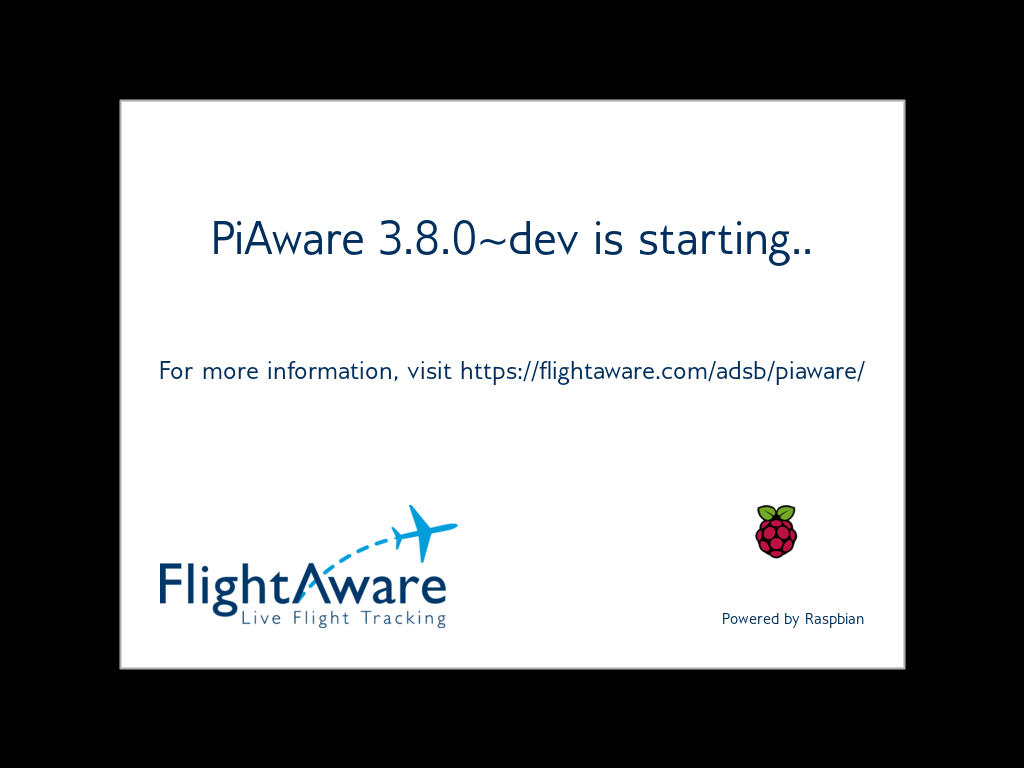 PiAware 3.8.0~dev is starting..
For more information, visit https://flightaware.com/adsb/piaware/
FlightAware
Live Flight Tracking
Powered by Raspbian